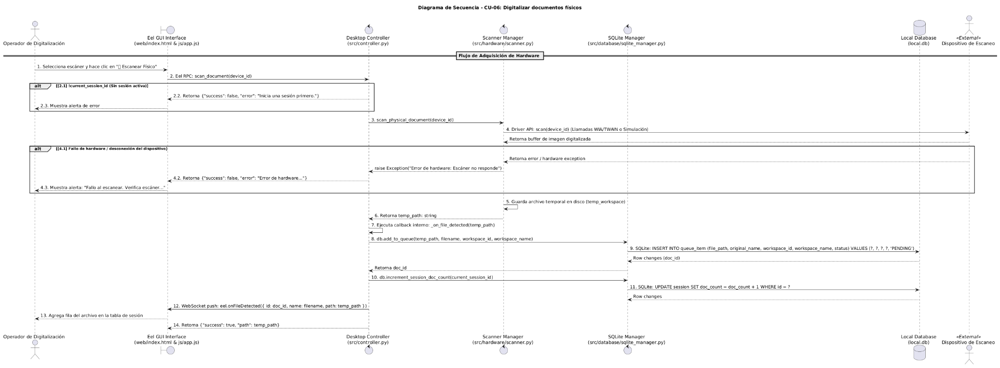 Diagrama de Secuencia - CU-06: Digitalizar documentos físicos
Operador de Digitalización
Eel GUI Interface
(web/index.html & js/app.js)
Desktop Controller
(src/controller.py)
Scanner Manager
(src/hardware/scanner.py)
SQLite Manager
(src/database/sqlite_manager.py)
Local Database
(local.db)
«External»
Dispositivo de Escaneo
Flujo de Adquisición de Hardware
1. Selecciona escáner y hace clic en "▯ Escanear Físico"
2. Eel RPC: scan_document(device_id)
alt [[2.1] !current_session_id (Sin sesión activa)]
2.2. Retorna {"success": false, "error": "Inicia una sesión primero."}
2.3. Muestra alerta de error
3. scan_physical_document(device_id)
4. Driver API: scan(device_id) (Llamadas WIA/TWAIN o Simulación)
Retorna buffer de imagen digitalizada
alt [[4.1] Fallo de hardware / desconexión del dispositivo]
Retorna error / hardware exception
raise Exception("Error de hardware: Escáner no responde")
4.2. Retorna {"success": false, "error": "Error de hardware..."}
4.3. Muestra alerta: "Fallo al escanear. Verifica escáner..."
5. Guarda archivo temporal en disco (temp_workspace)
6. Retorna temp_path: string
7. Ejecuta callback interno: _on_file_detected(temp_path)
8. db.add_to_queue(temp_path, filename, workspace_id, workspace_name)
9. SQLite: INSERT INTO queue_item (file_path, original_name, workspace_id, workspace_name, status) VALUES (?, ?, ?, ?, 'PENDING')
Row changes (doc_id)
Retorna doc_id
10. db.increment_session_doc_count(current_session_id)
11. SQLite: UPDATE session SET doc_count = doc_count + 1 WHERE id = ?
Row changes
12. WebSocket push: eel.onFileDetected({ id: doc_id, name: filename, path: temp_path })
13. Agrega fila del archivo en la tabla de sesión
14. Retorna {"success": true, "path": temp_path}
Operador de Digitalización
Eel GUI Interface
(web/index.html & js/app.js)
Desktop Controller
(src/controller.py)
Scanner Manager
(src/hardware/scanner.py)
SQLite Manager
(src/database/sqlite_manager.py)
Local Database
(local.db)
«External»
Dispositivo de Escaneo